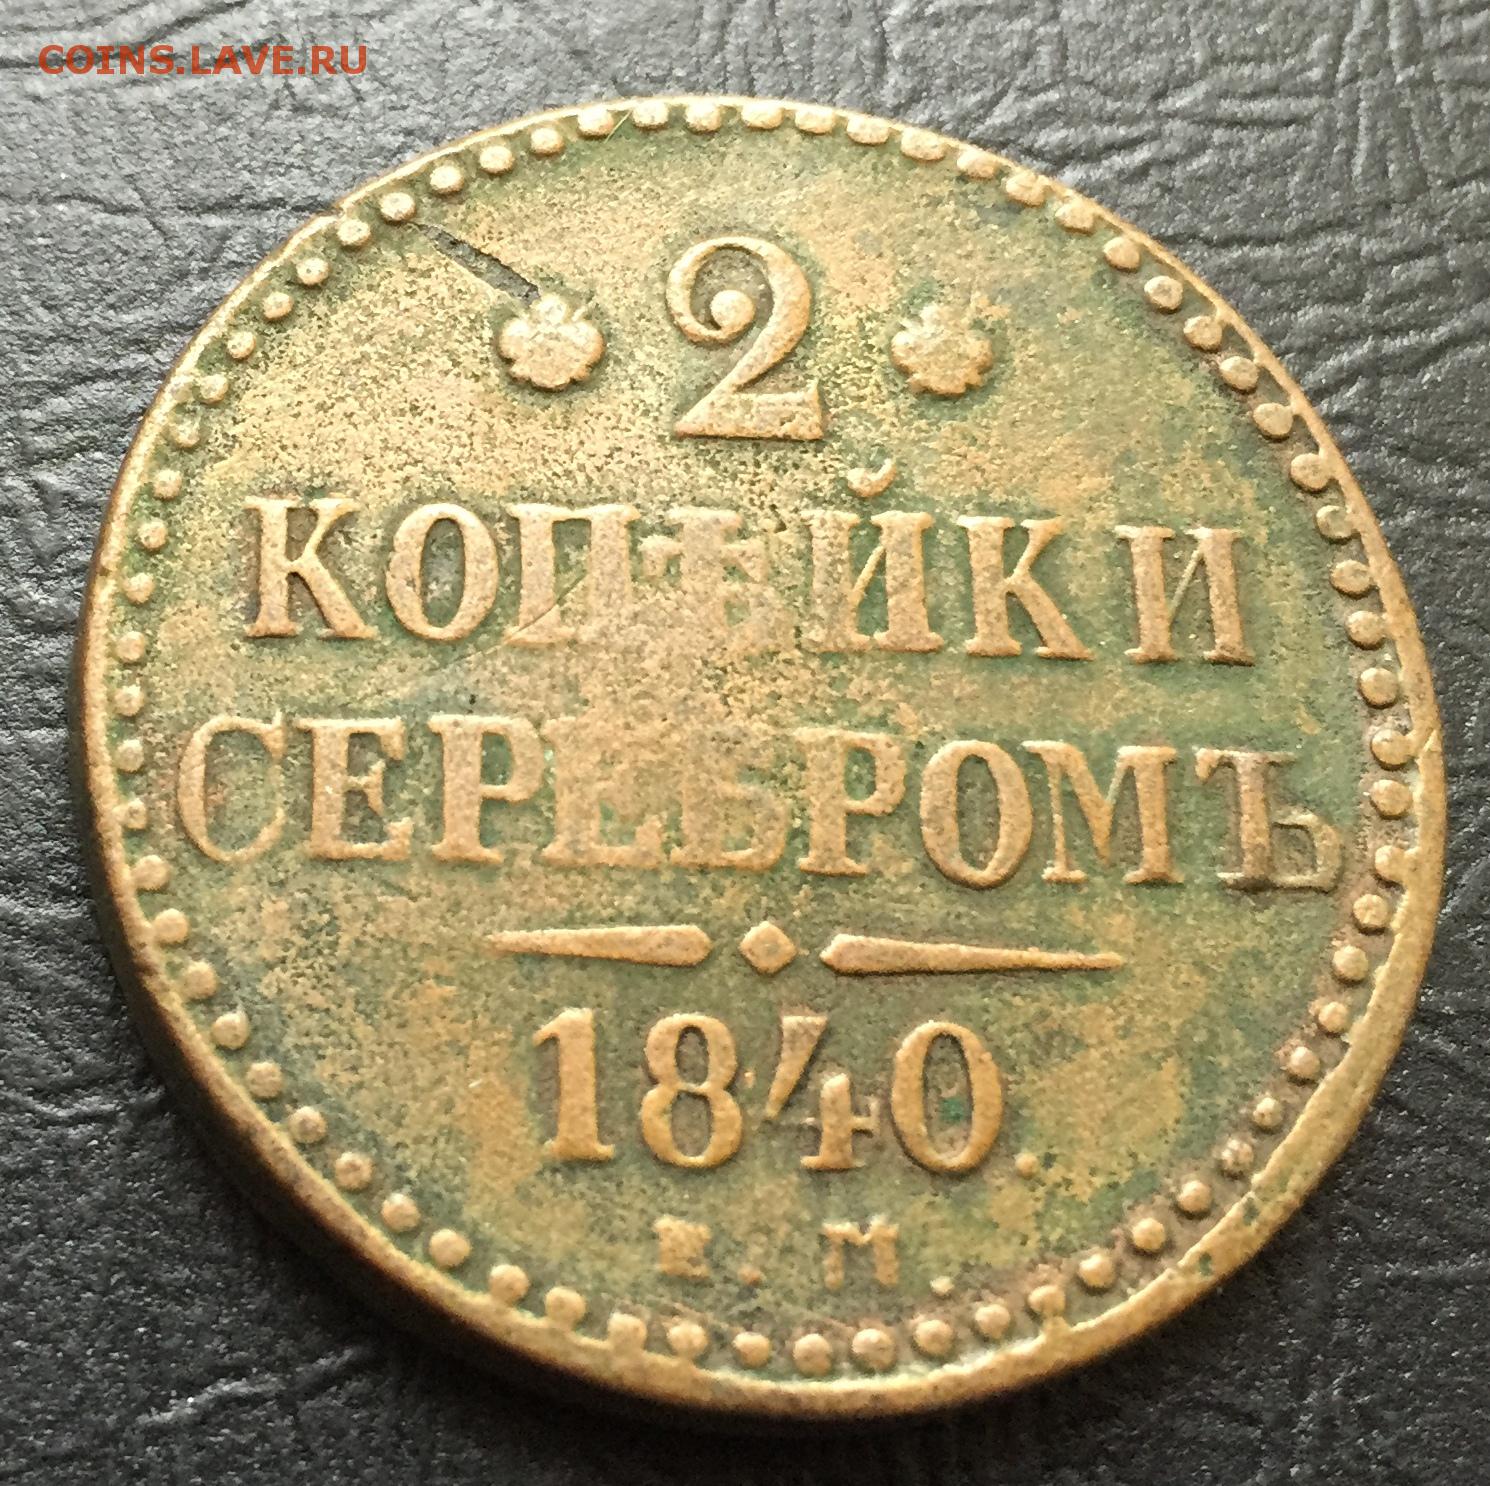 COINS.LAVE.RU
2
КОПѢЙКИ
СЕРЕБРОМЪ
1840.
Е. М.